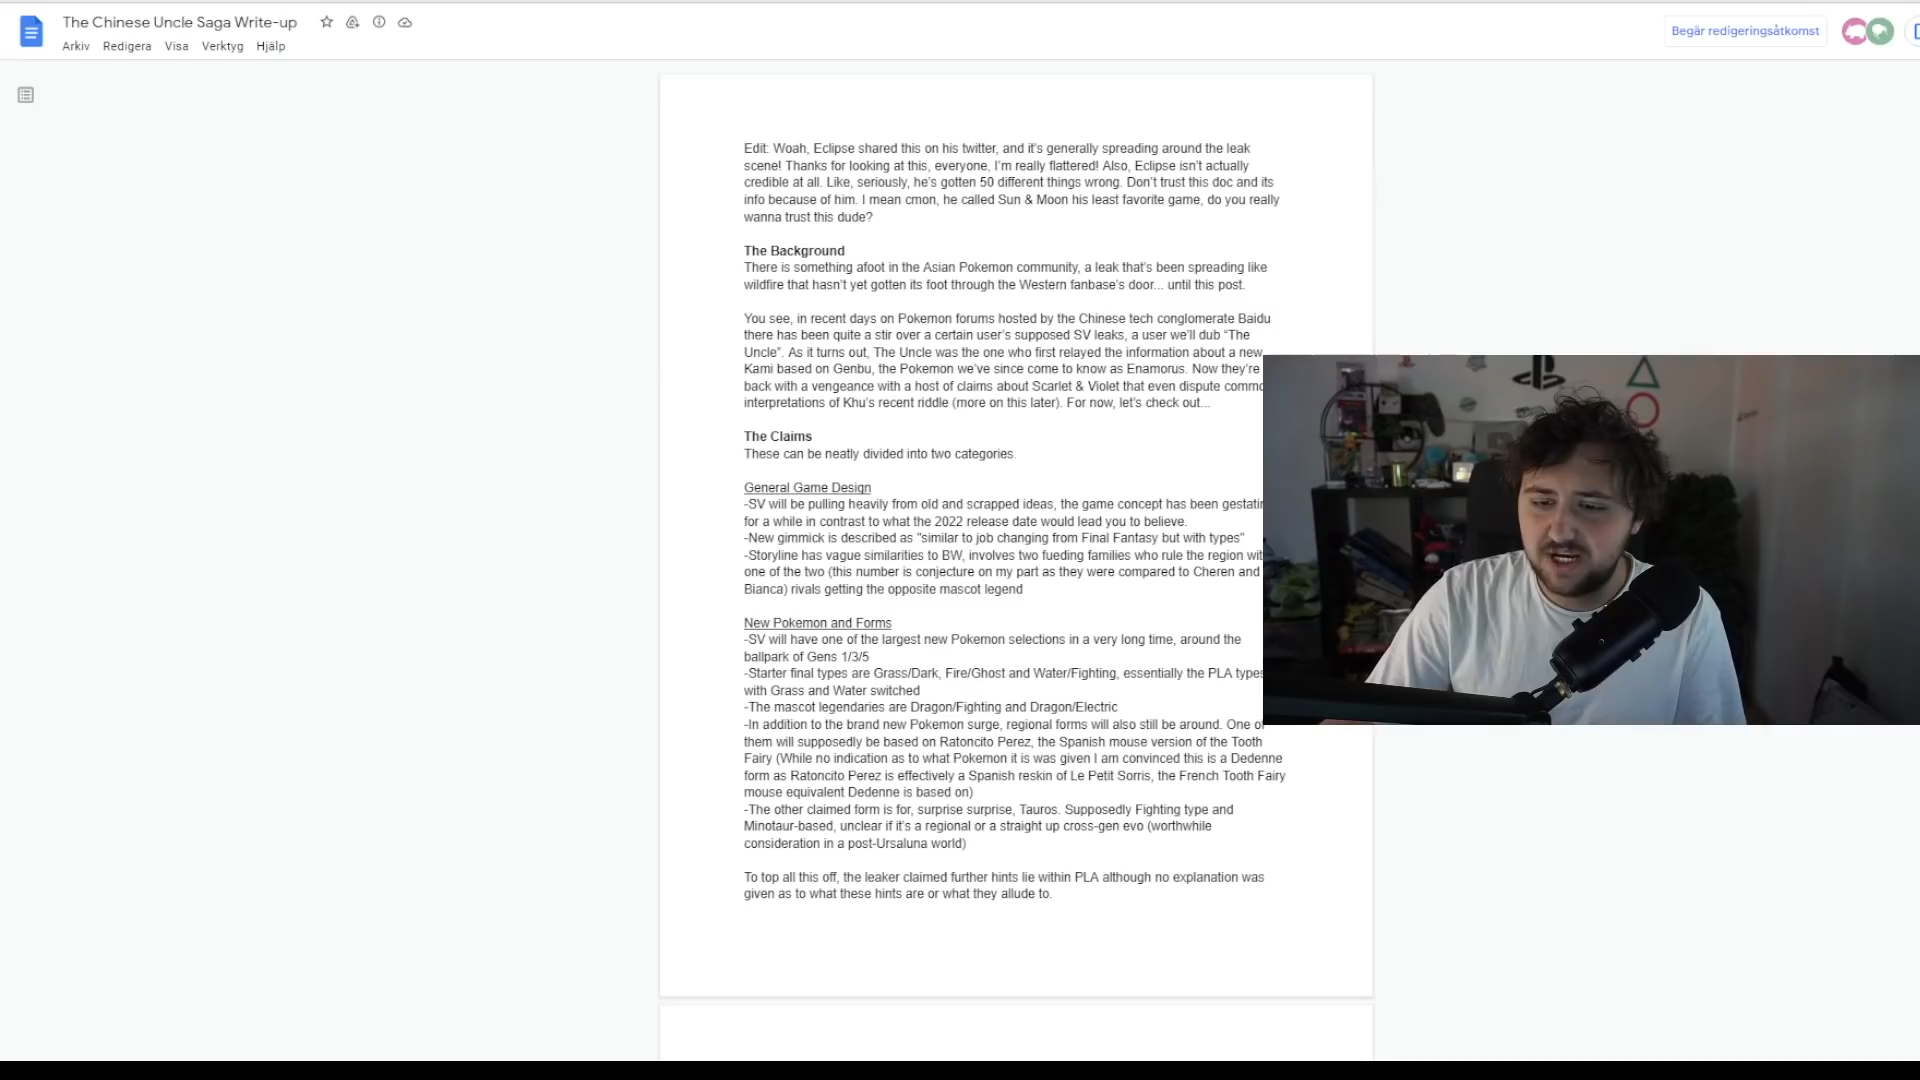 The Chinese Uncle Saga Write-up
Arkiv Redigera Visa Verktyg Hjälp
Begär redigeringsåtkomst
Edit: Woah, Eclipse shared this on his twitter, and it's generally spreading around the leak
scene! Thanks for looking at this, everyone, I'm really flattered! Also, Eclipse isn't actually
credible at all. Like, seriously, he's gotten 50 different things wrong. Don't trust this doc and its
info because of him. I mean cmon, he called Sun & Moon his least favorite game, do you really
wanna trust this dude?
The Background
There is something afoot in the Asian Pokemon community, a leak that's been spreading like
wildfire that hasn't yet gotten its foot through the Western fanbase's door... until this post.
You see, in recent days on Pokemon forums hosted by the Chinese tech conglomerate Baidu
there has been quite a stir over a certain user's supposed SV leaks, a user we'll dub “The
Uncle”. As it turns out, The Uncle was the one who first relayed the information about a new
Kami based on Genbu, the Pokemon we've since come to know as Enamorus. Now they're
back with a vengeance with a host of claims about Scarlet & Violet that even dispute commo
interpretations of Khu's recent riddle (more on this later). For now, let's check out...
The Claims
These can be neatly divided into two categories.
General Game Design
-SV will be pulling heavily from old and scrapped ideas, the game concept has been gestatin
for a while in contrast to what the 2022 release date would lead you to believe.
-New gimmick is described as "similar to job changing from Final Fantasy but with types"
-Storyline has vague similarities to BW, involves two fueding families who rule the region wit
one of the two (this number is conjecture on my part as they were compared to Cheren and
Bianca) rivals getting the opposite mascot legend
New Pokemon and Forms
-SV will have one of the largest new Pokemon selections in a very long time, around the
ballpark of Gens 1/3/5
-Starter final types are Grass/Dark, Fire/Ghost and Water/Fighting, essentially the PLA types
with Grass and Water switched
-The mascot legendaries are Dragon/Fighting and Dragon/Electric
-In addition to the brand new Pokemon surge, regional forms will also still be around. One of
them will supposedly be based on Ratoncito Perez, the Spanish mouse version of the Tooth
Fairy (While no indication as to what Pokemon it is was given I am convinced this is a Dedenne
form as Ratoncito Perez is effectively a Spanish reskin of Le Petit Sorris, the French Tooth Fairy
mouse equivalent Dedenne is based on)
-The other claimed form is for, surprise surprise, Tauros. Supposedly Fighting type and
Minotaur-based, unclear if it's a regional or a straight up cross-gen evo (worthwhile
consideration in a post-Ursaluna world)
To top all this off, the leaker claimed further hints lie within PLA although no explanation was
given as to what these hints are or what they allude to.